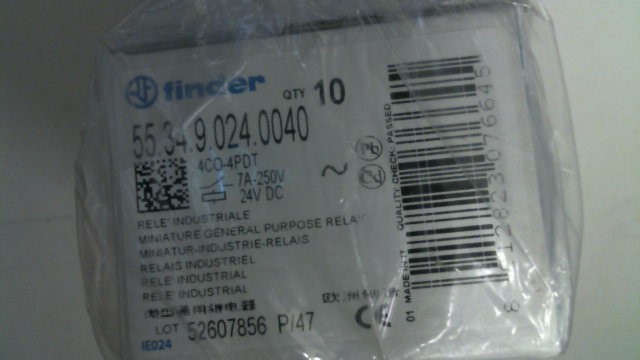 finder
QTY 10
55.34.9.024.0040
4CO-4PDT
7A-250V
24V DC
RELE' INDUSTRIALE
MINIATURE GENERAL PURPOSE RELAY
MINIATUR-INDUSTRIE-RELAIS
RELAIS INDUSTRIEL
RELE' INDUSTRIAL
RELE' INDUSTRIAL
LOT 52607856 P/47
IE024
CE
QUALITY CHECK: PASSED
01 MADE IN IT